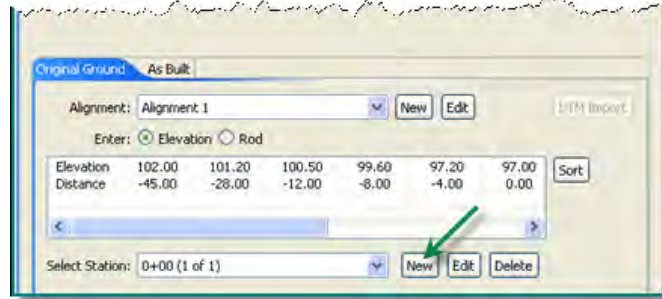 Original Ground As Built
Alignment: Alignment 1 New Edit DTM Import
Enter: Elevation Rod
Elevation 102.00 101.20 100.50 99.60 97.20 97.00 Sort
Distance -45.00 -28.00 -12.00 -8.00 -4.00 0.00
Select Station: 0+00 (1 of 1) New Edit Delete